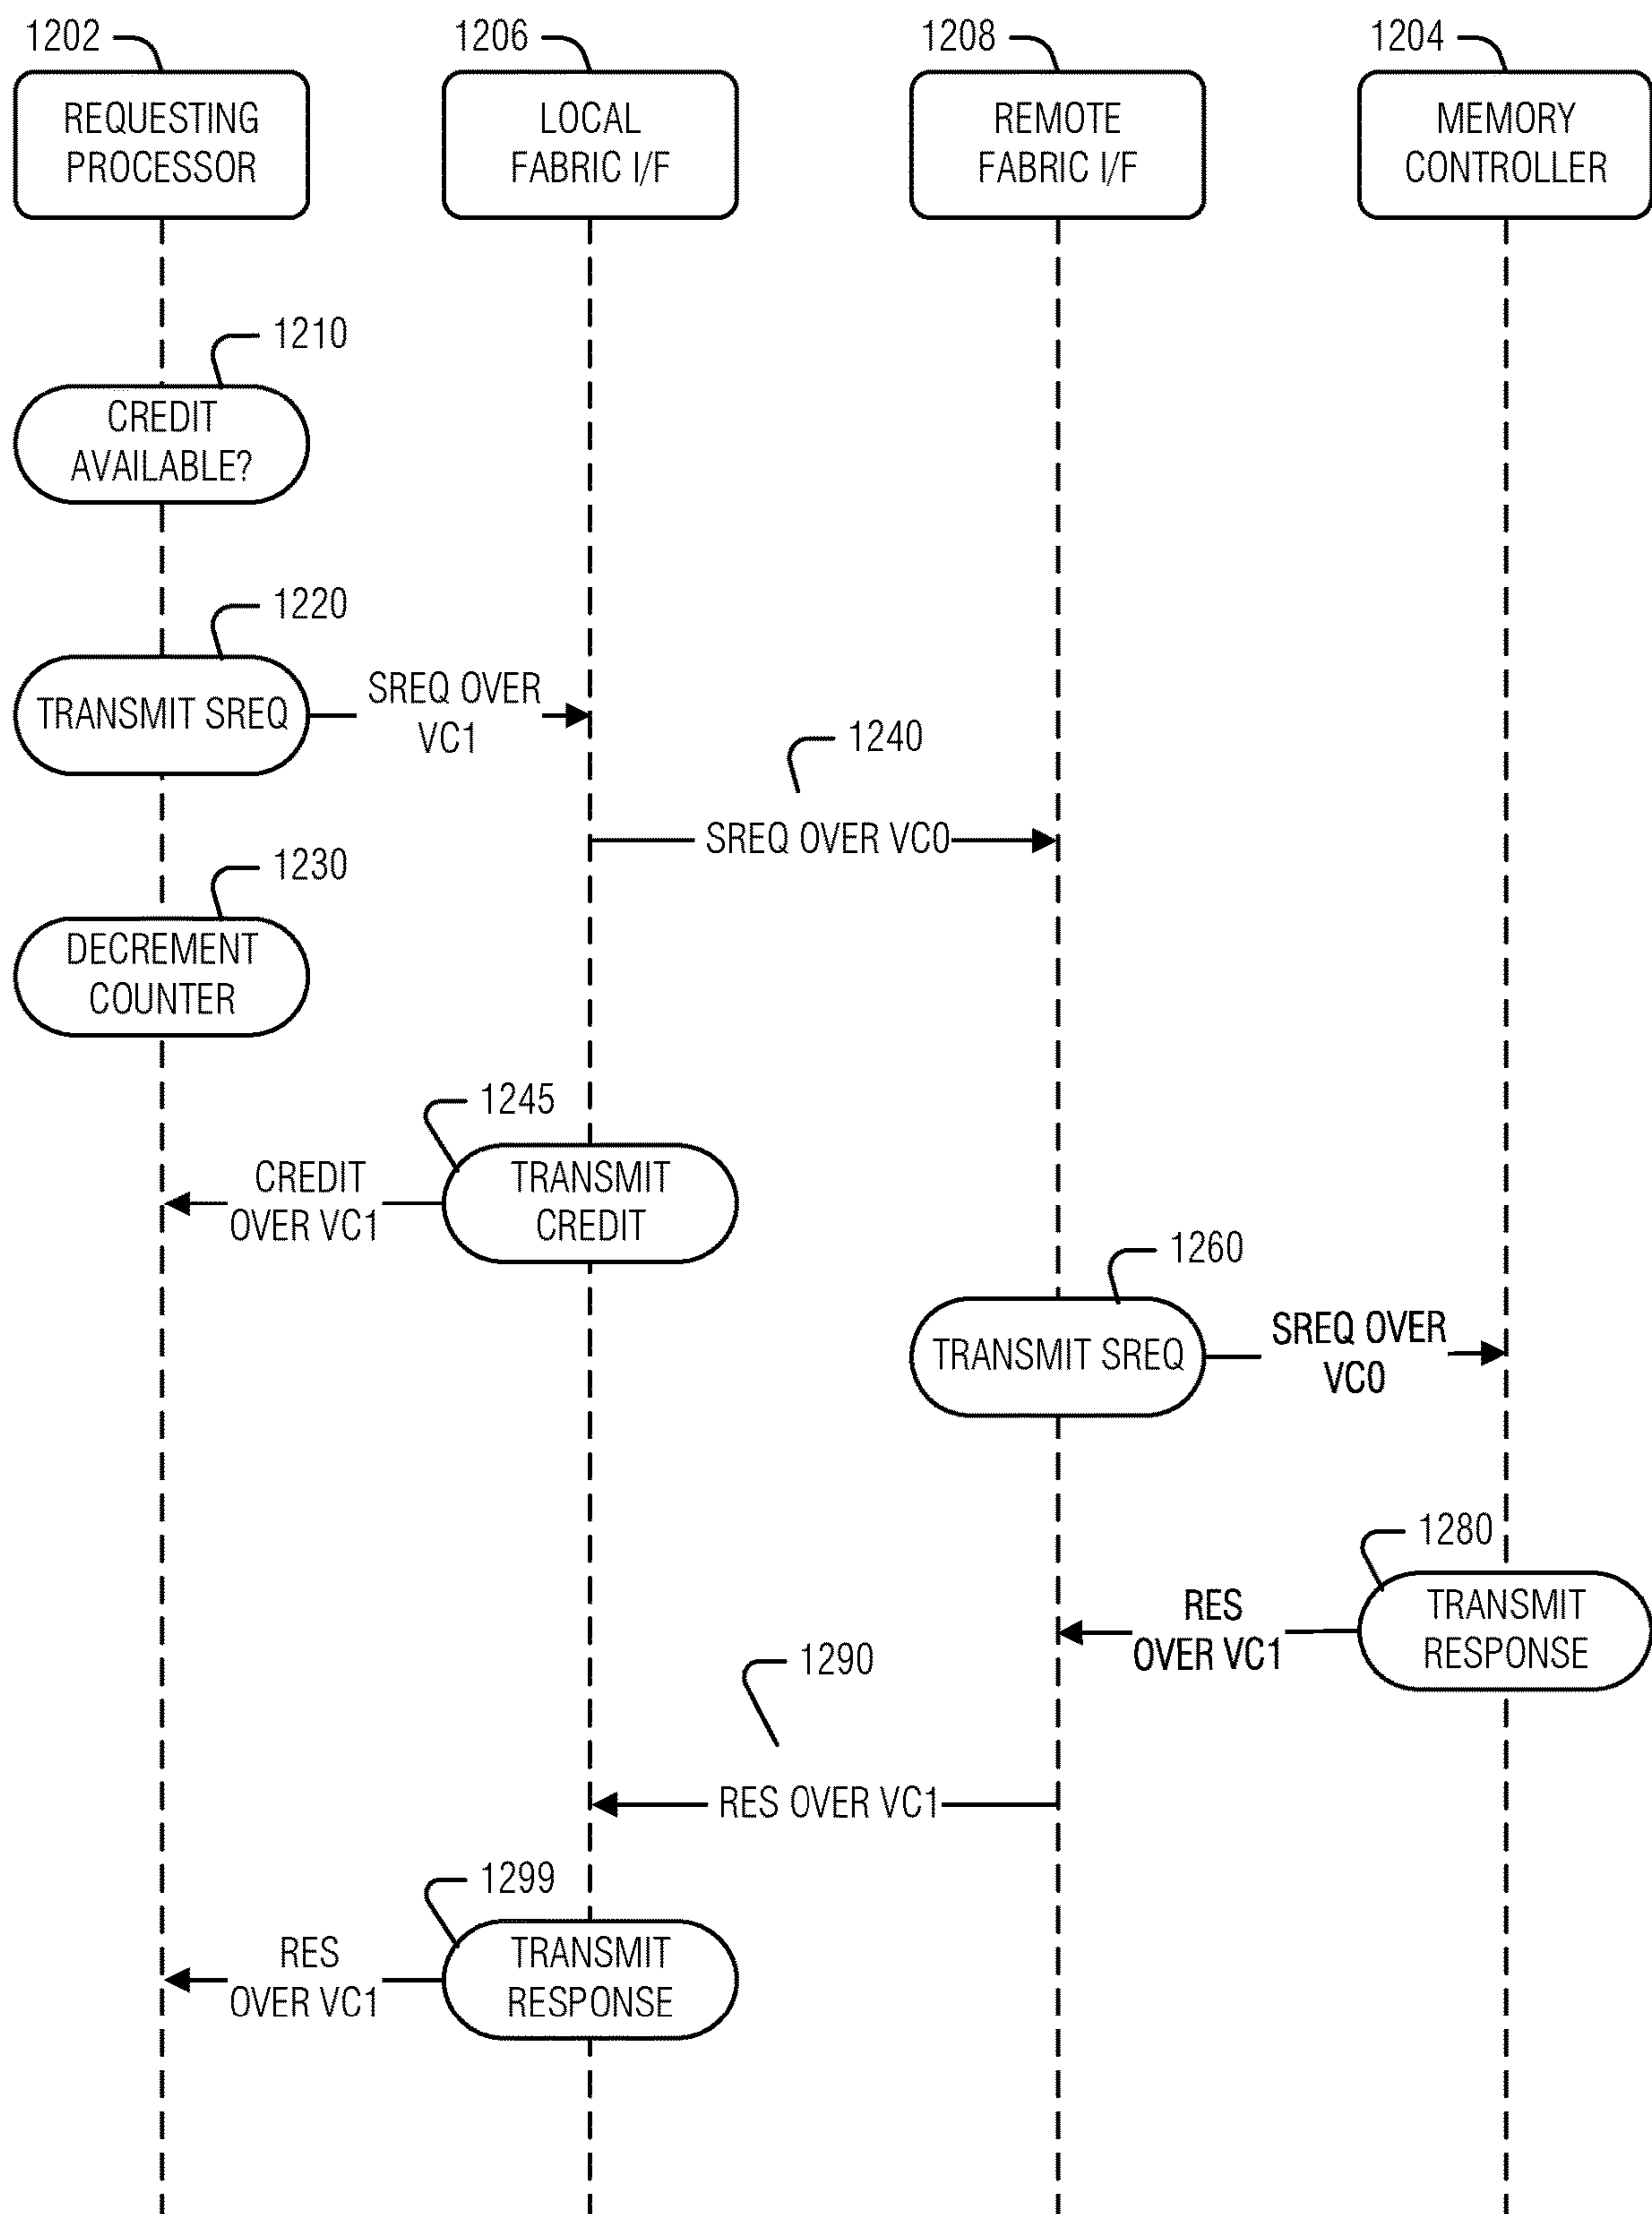 1202
1206
1208
1204
REQUESTING
PROCESSOR
LOCAL
FABRIC I/F
REMOTE
FABRIC I/F
MEMORY
CONTROLLER
1210
CREDIT
AVAILABLE?
1220
TRANSMIT SREQ
SREQ OVER
VC1
1240
SREQ OVER VC0
1230
DECREMENT
COUNTER
1245
TRANSMIT
CREDIT
CREDIT
OVER VC1
1260
TRANSMIT SREQ
SREQ OVER
VC0
1280
TRANSMIT
RESPONSE
RES
OVER VC1
1290
RES OVER VC1
1299
TRANSMIT
RESPONSE
RES
OVER VC1